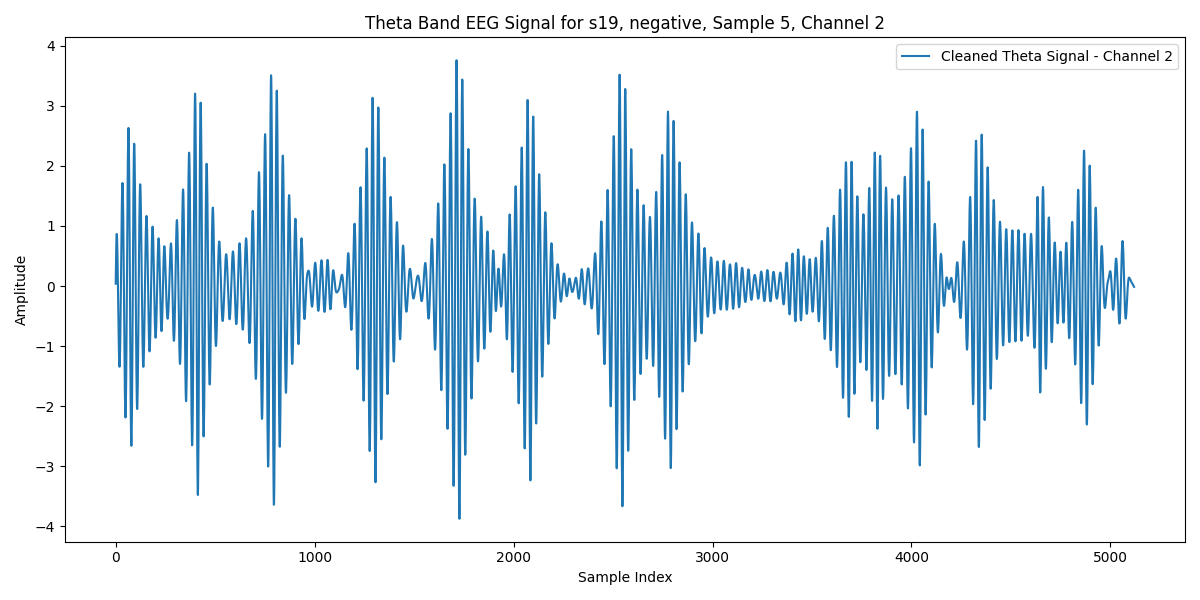 Theta Band EEG Signal for s19, negative, Sample 5, Channel 2
Cleaned Theta Signal - Channel 2
Amplitude
4
3
2
1
0
−1
−2
−3
−4
0 1000 2000 3000 4000 5000
Sample Index